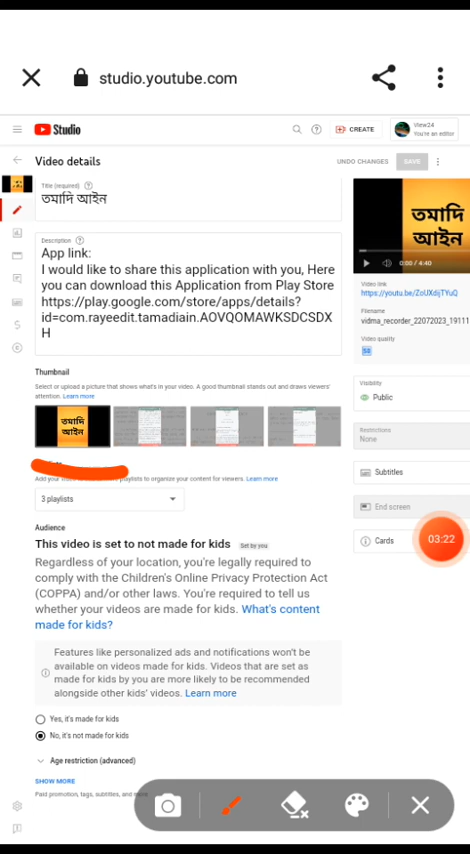 studio.youtube.com
Studio
CREATE
View24
You're an editor
Video details
UNDO CHANGES
SAVE
Title (required)
তমাদি আইন
Description
App link:
I would like to share this application with you, Here
you can download this Application from Play Store
https://play.google.com/store/apps/details?
id=com.rayeedit.tamadiain.AOVQOMAWKSDCSDX
H
তমাদি
আইন
0:00 / 4:40
Video link
https://youtu.be/ZoUXdijTYuQ
Filename
vidma_recorder_22072023_19111
Video quality
SD
Visibility
Public
Restrictions
None
Subtitles
End screen
Cards
03:22
Thumbnail
Select or upload a picture that shows what's in your video. A good thumbnail stands out and draws viewers'
attention. Learn more
তমাদি
আইন
Add your playlists to organize your content for viewers. Learn more
3 playlists
Audience
This video is set to not made for kids
Set by you
Regardless of your location, you're legally required to
comply with the Children's Online Privacy Protection Act
(COPPA) and/or other laws. You're required to tell us
whether your videos are made for kids. What's content
made for kids?
Features like personalized ads and notifications won't be
available on videos made for kids. Videos that are set as
made for kids by you are more likely to be recommended
alongside other kids' videos. Learn more
Yes, it's made for kids
No, it's not made for kids
Age restriction (advanced)
SHOW MORE
Paid promotion, tags, subtitles, and more